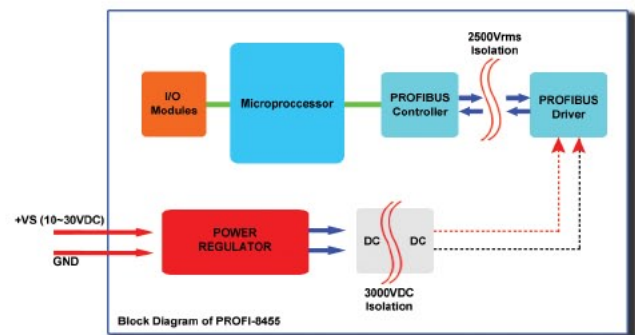 2500Vrms
Isolation
I/O
Modules
Microproccessor
PROFIBUS
Controller
PROFIBUS
Driver
+VS (10~30VDC)
GND
POWER
REGULATOR
DC DC
3000VDC
Isolation
Block Diagram of PROFI-8455